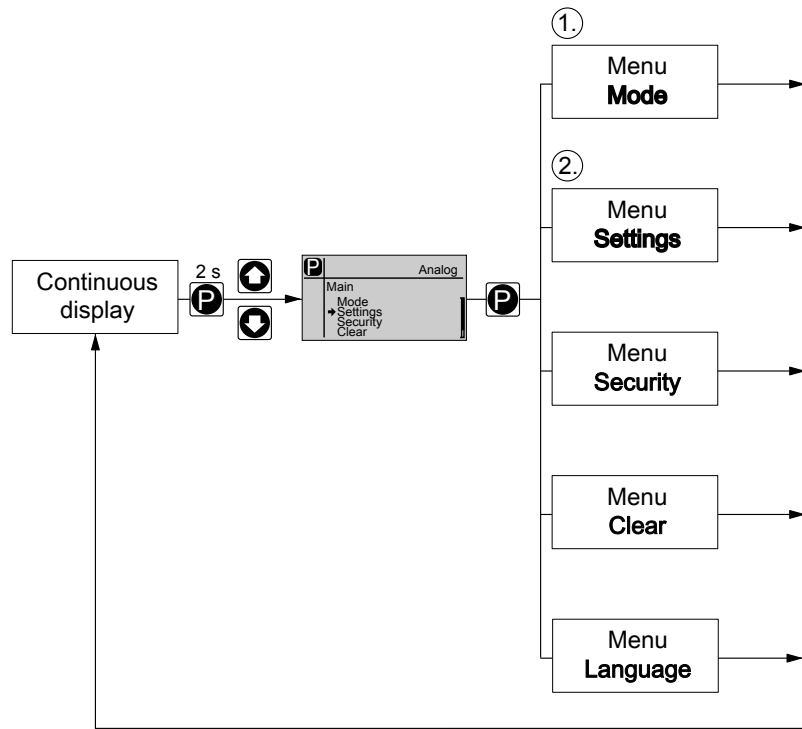 1.
Menu
Mode
2.
Menu
Settings
Continuous
display
2 s
P
P
Analog
Main
Mode
Settings
Security
Clear
P
Menu
Security
Menu
Clear
Menu
Language